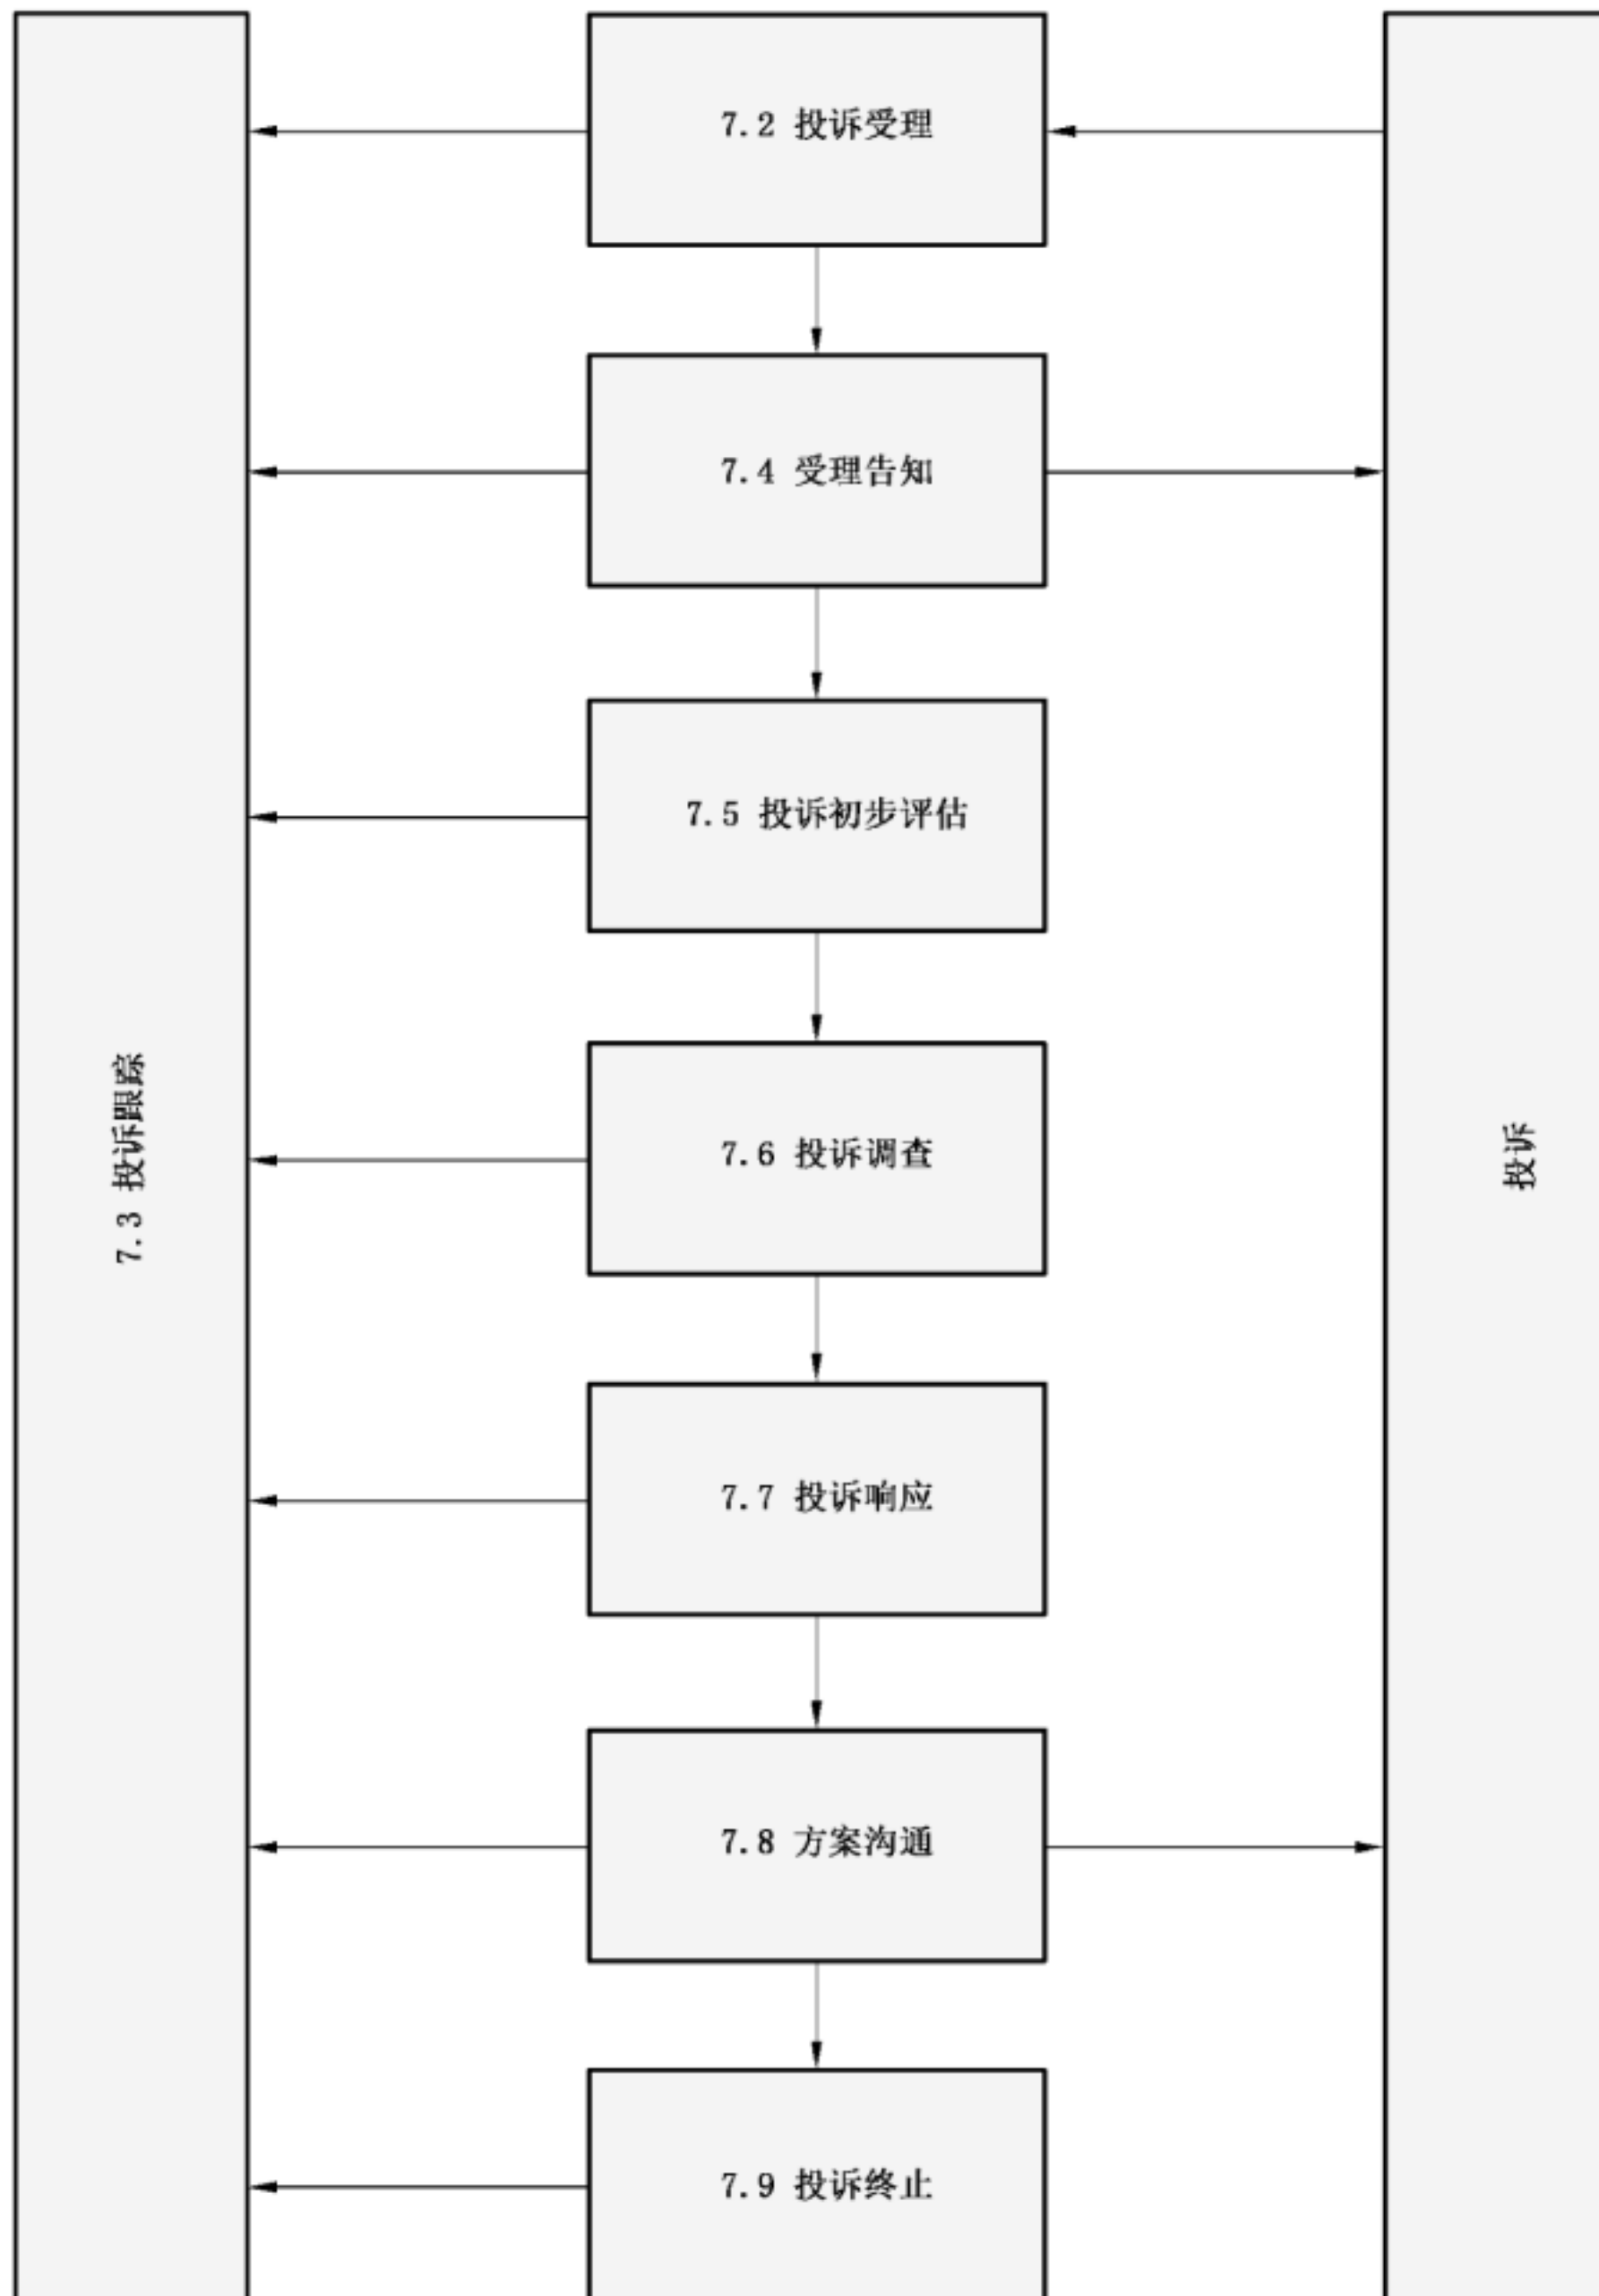 7.2 投诉受理
7.4 受理告知
7.5 投诉初步评估
7.3 投诉跟踪
投诉
7.6 投诉调查
7.7 投诉响应
7.8 方案沟通
7.9 投诉终止